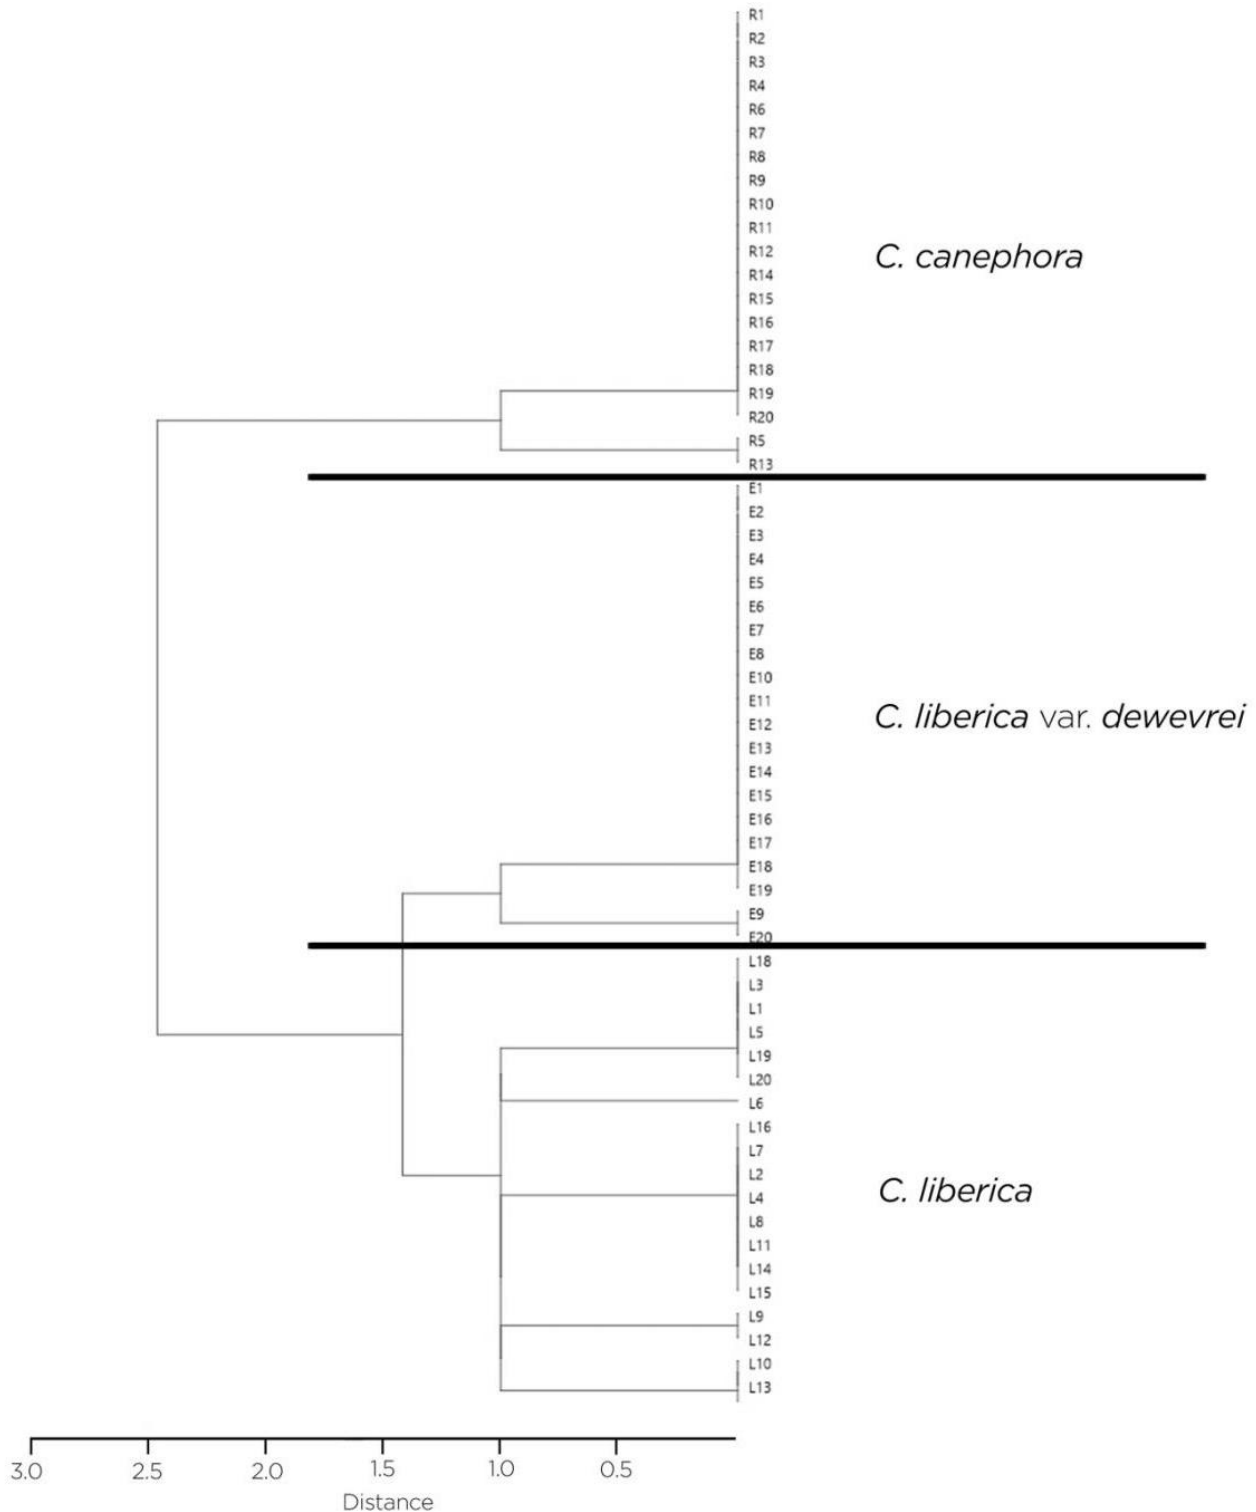 R1
R2
R3
R4
R6
R7
R8
R9
R10
R11
R12
C. canephora
R14
R15
R16
R17
R18
R19
R20
R5
R13
E1
E2
E3
E4
E5
E6
E7
E8
E10
E11
C. liberica var. dewevrei
E12
E13
E14
E15
E16
E17
E18
E19
E9
E20
L18
L3
L1
L5
L19
L20
L6
L16
L7
L2
L4
C. liberica
L8
L11
L14
L15
L9
L12
L10
L13
3.0 2.5 2.0 1.5 1.0 0.5
Distance